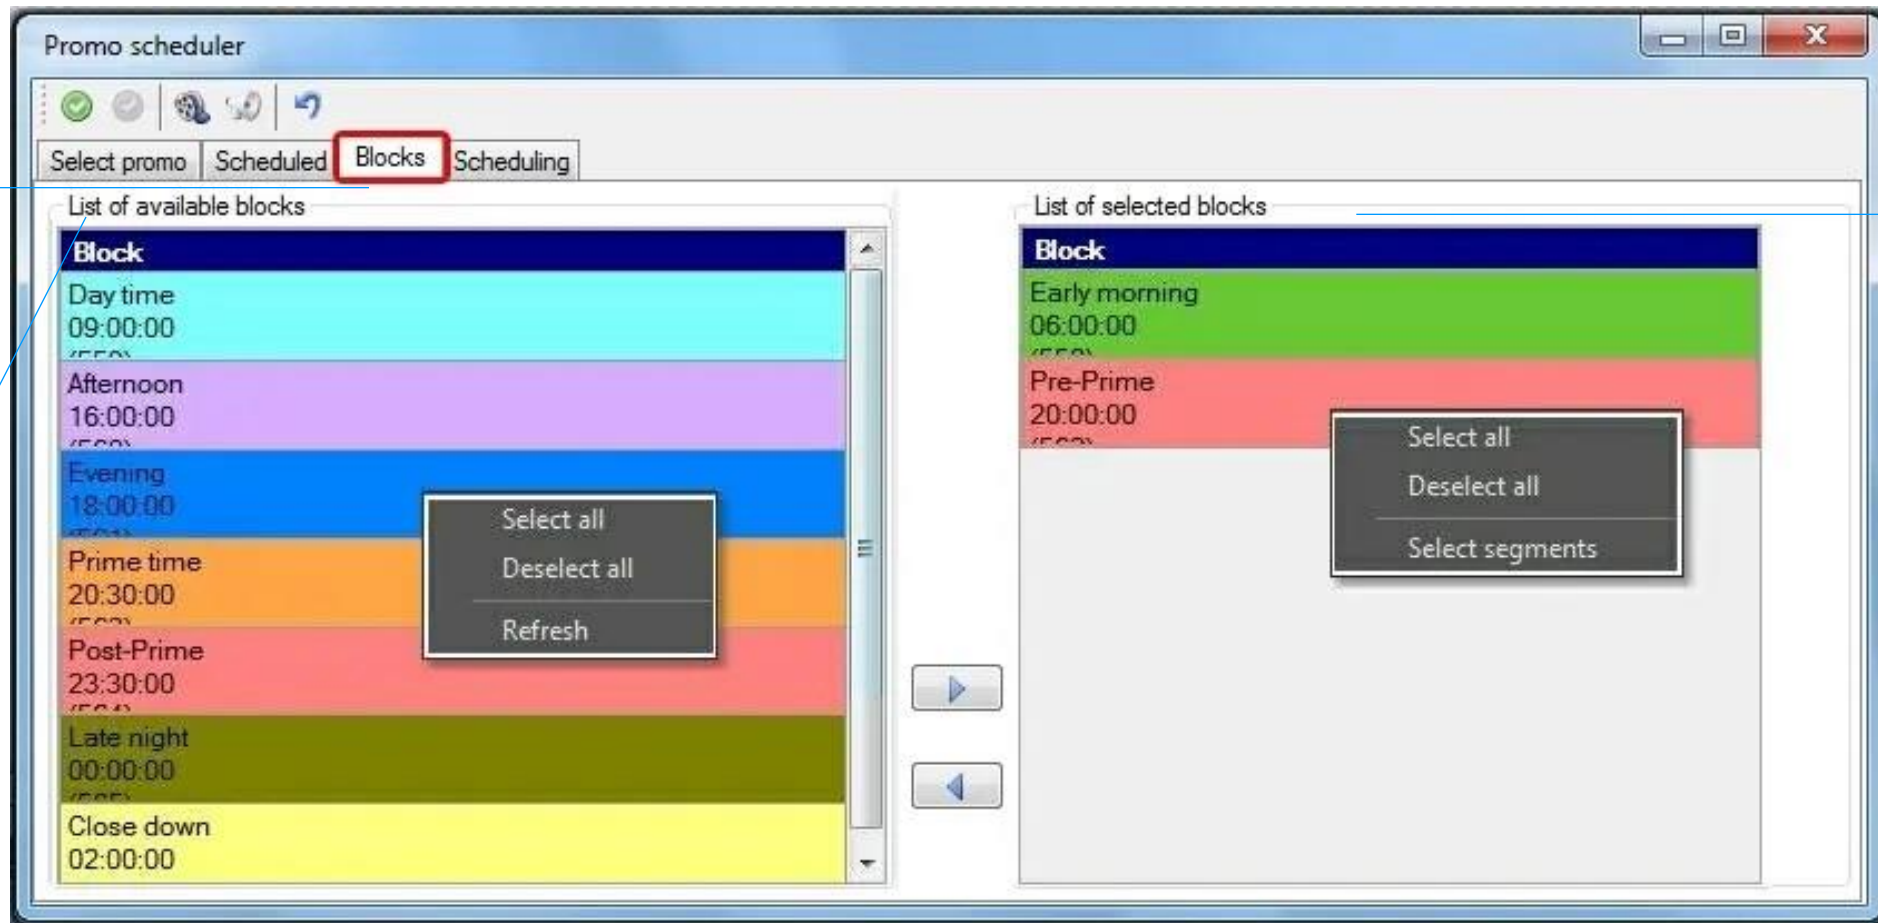 Promo scheduler
Select promo
Scheduled
Blocks
Scheduling
List of available blocks
Block
Day time
09:00:00
Afternoon
16:00:00
Evening
18:00:00
Prime time
20:30:00
Post-Prime
23:30:00
Late night
00:00:00
Close down
02:00:00
Select all
Deselect all
Refresh
List of selected blocks
Block
Early morning
06:00:00
Pre-Prime
20:00:00
Select all
Deselect all
Select segments